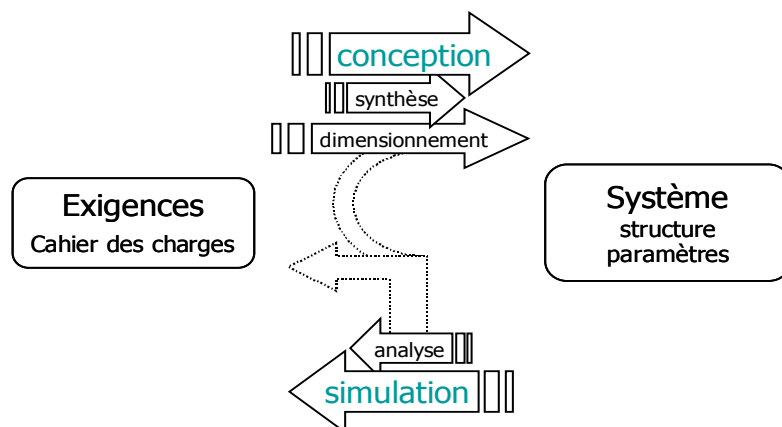 conception
synthèse
dimensionnement
Exigences
Cahier des charges
Système
structure
paramètres
analyse
simulation